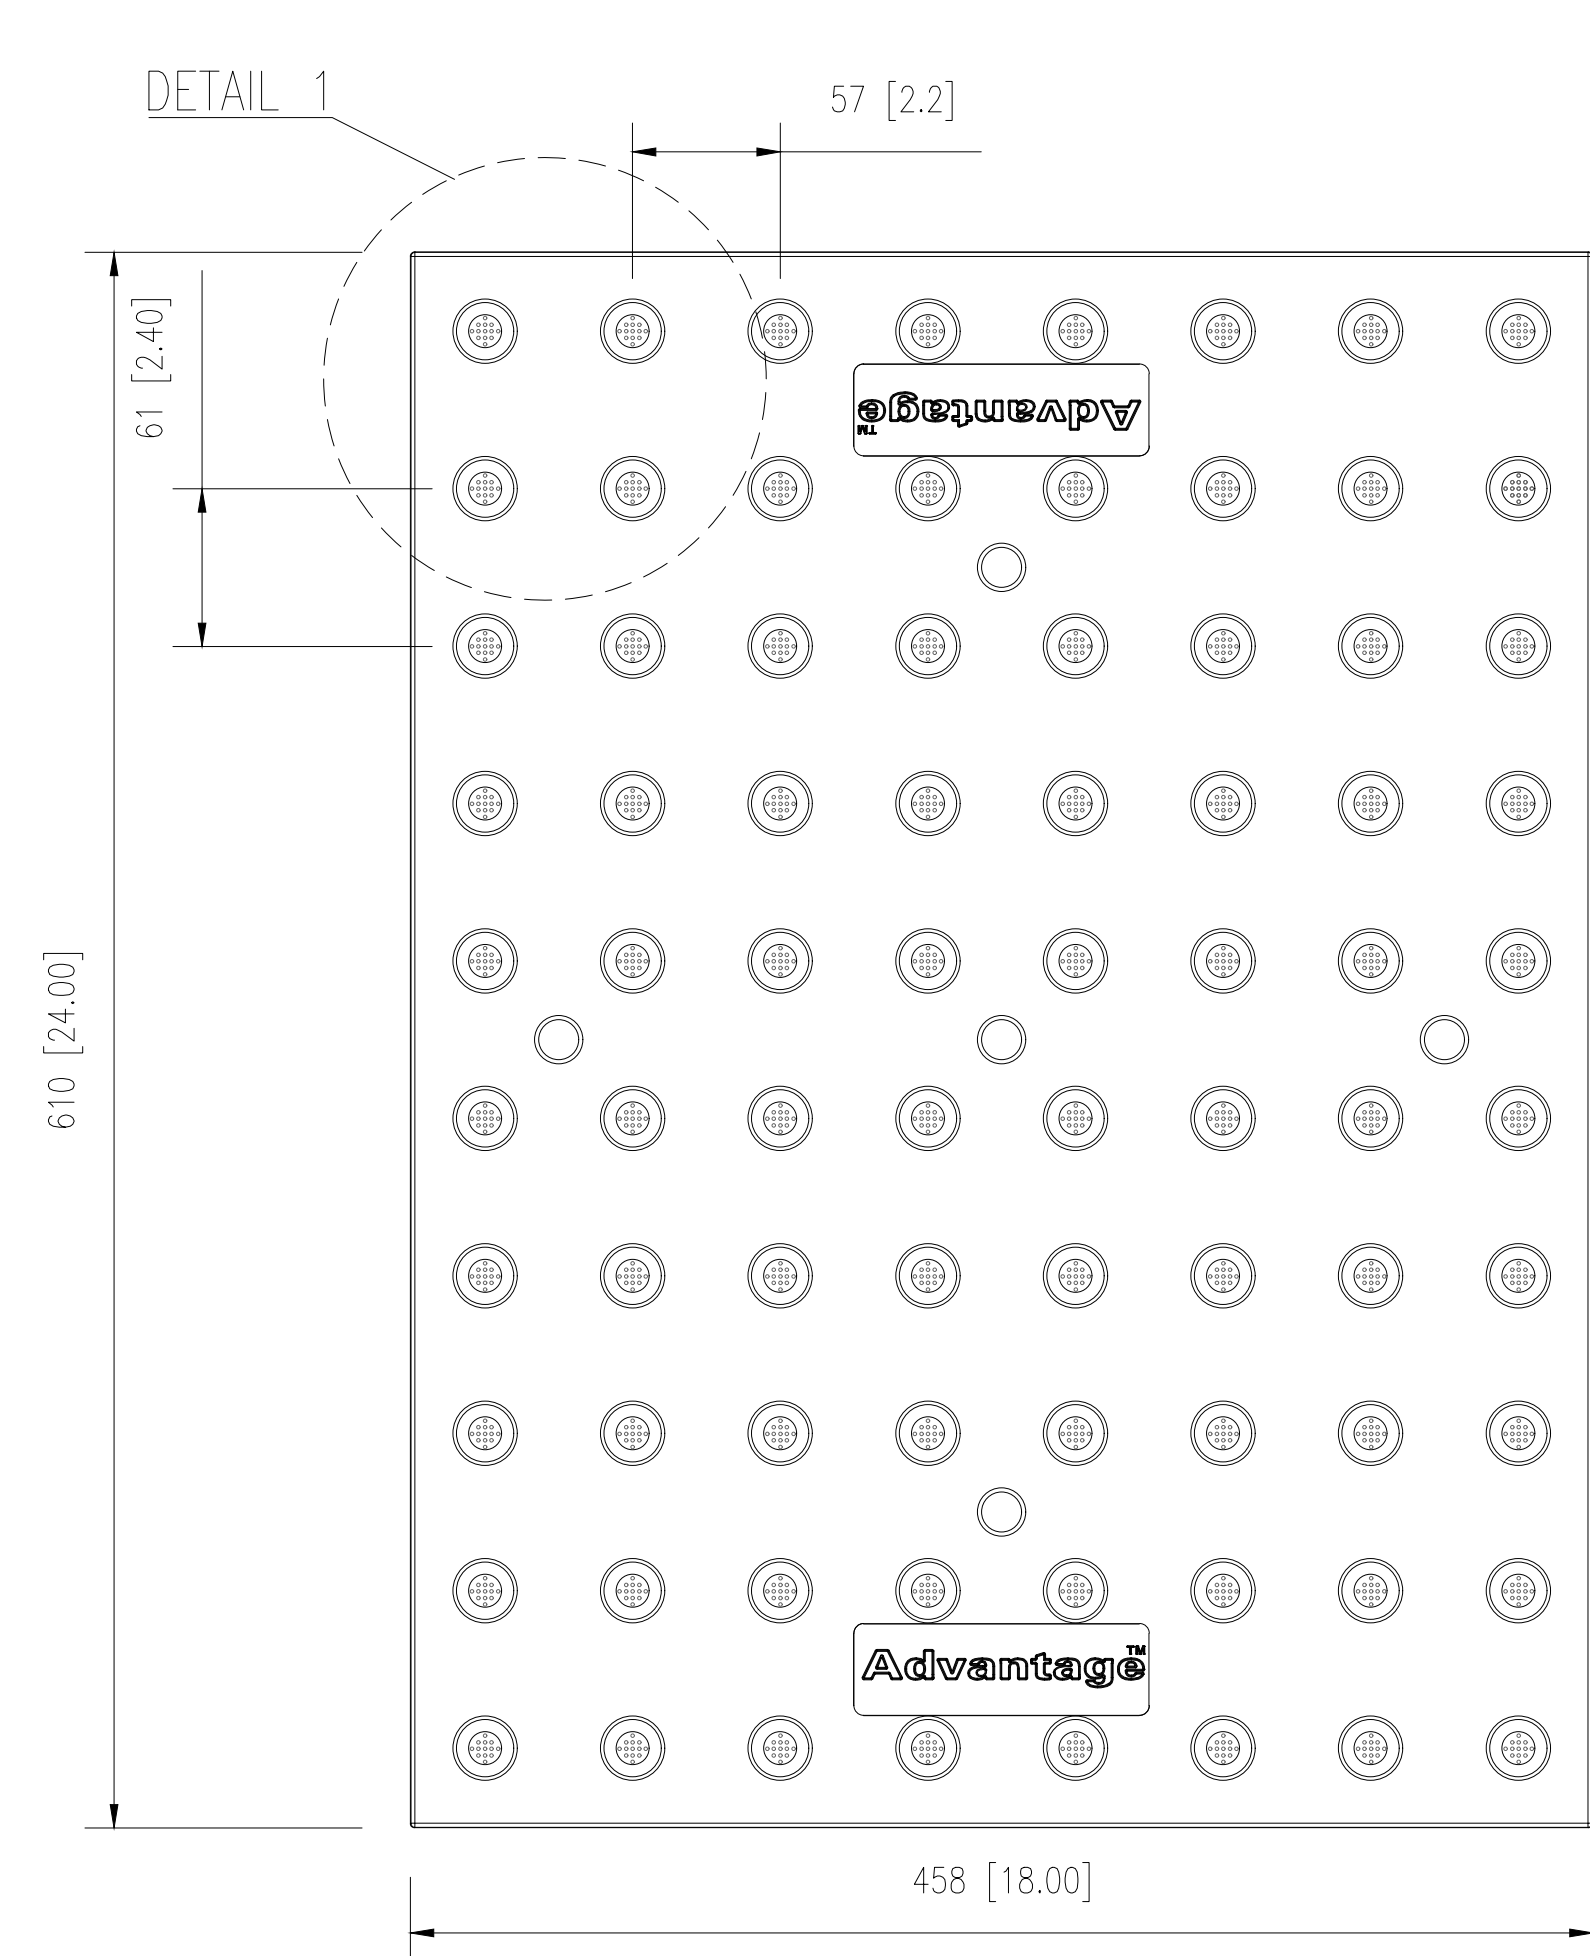 DETAIL 1
57 [2.2]
61 [2.40]
Advantage™
610 [24.00]
Advantage™
458 [18.00]